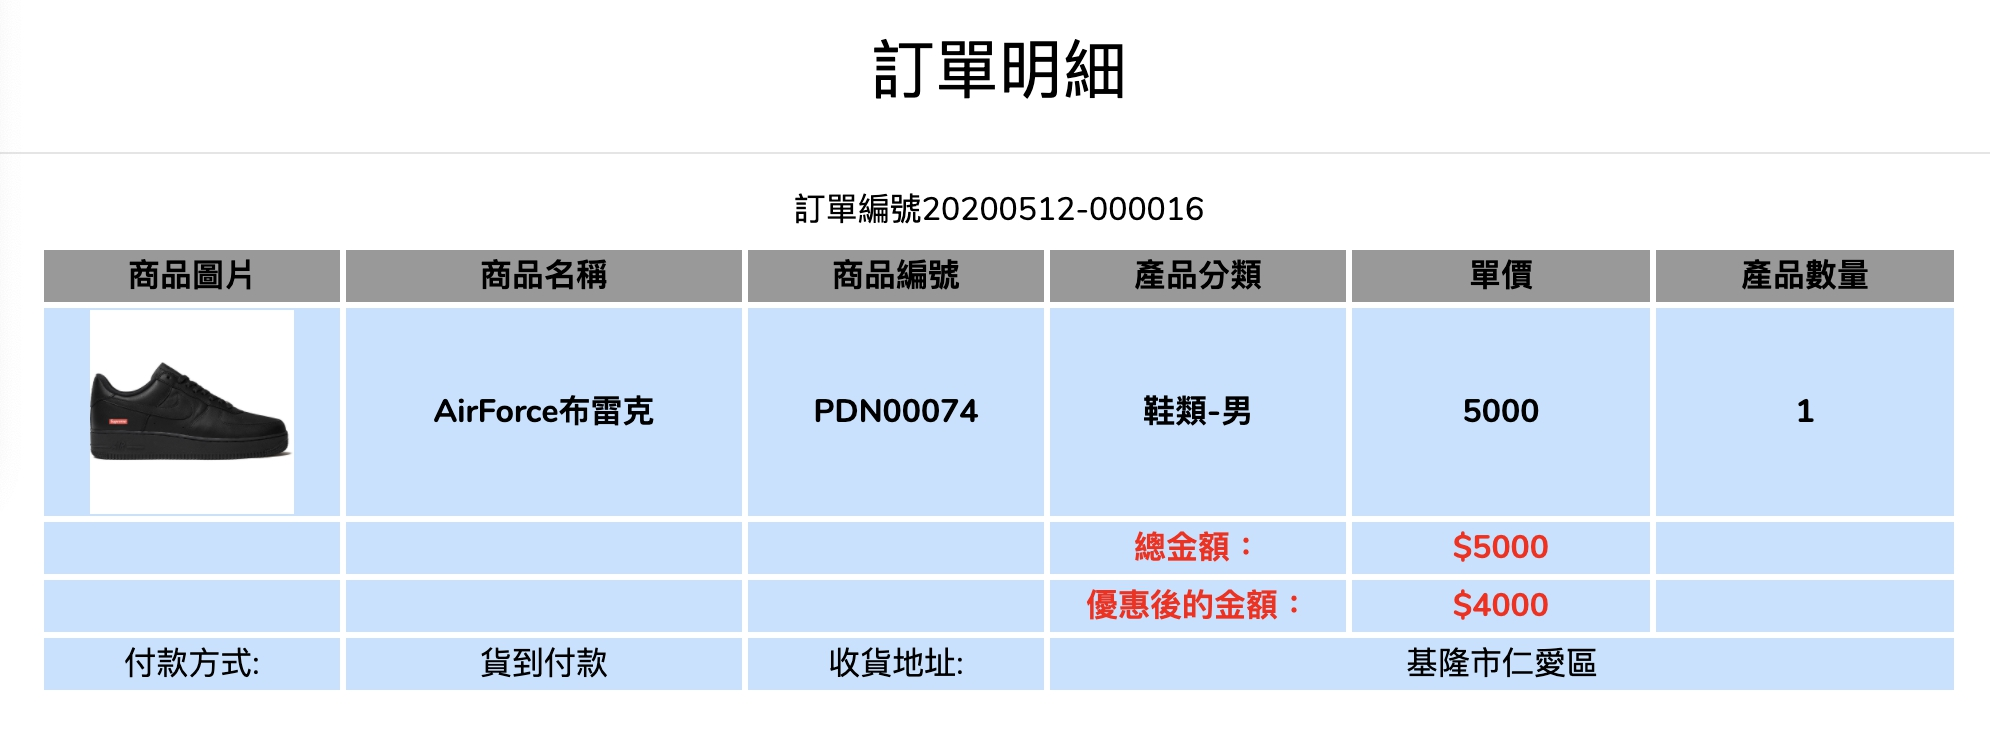 訂單明細
訂單編號20200512-000016
商品圖片 商品名稱 商品編號 產品分類 單價 產品數量
AirForce布雷克 PDN00074 鞋類-男 5000 1
總金額： $5000
優惠後的金額： $4000
付款方式: 貨到付款 收貨地址: 基隆市仁愛區